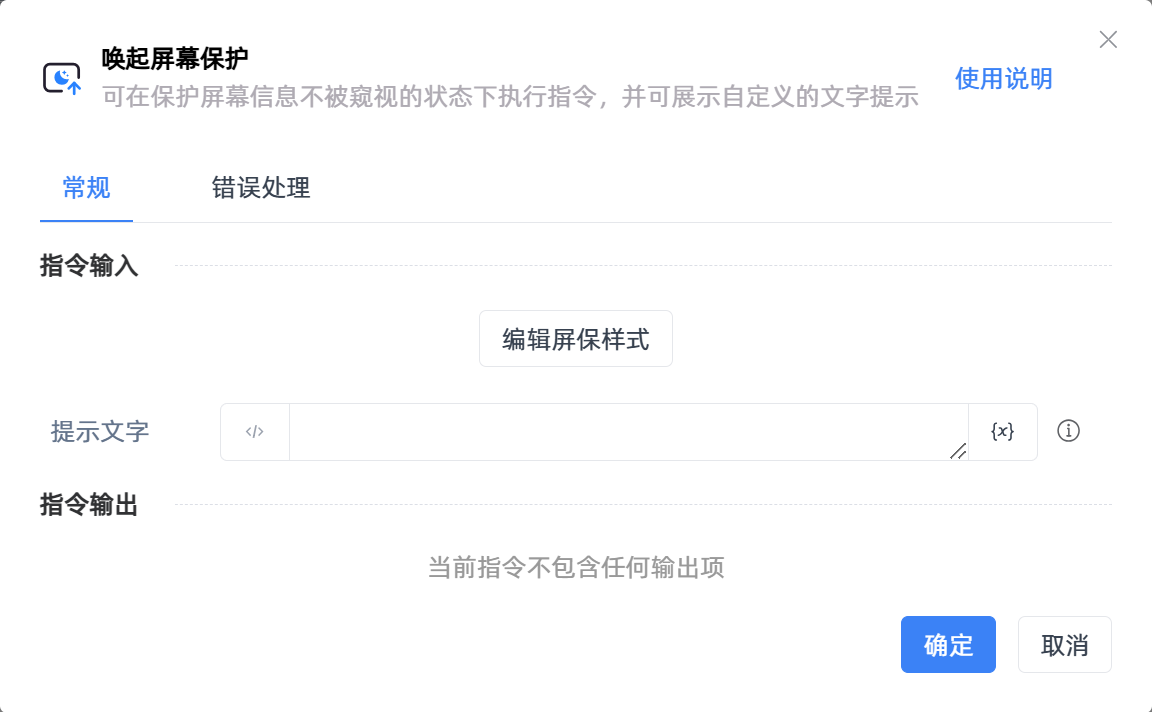 唤起屏幕保护
可在保护屏幕信息不被窥视的状态下执行指令，并可展示自定义的文字提示
使用说明
常规
错误处理
指令输入
编辑屏保样式
提示文字
</>
{x}
指令输出
当前指令不包含任何输出项
确定
取消